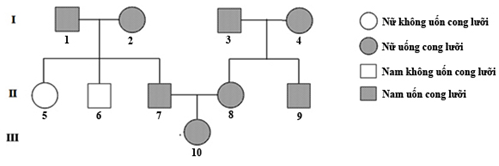 I
1 2 3 4
Nữ không uốn cong lưỡi
Nữ uống cong lưỡi
Nam không uốn cong lưỡi
Nam uốn cong lưỡi
II
5 6 7 8 9
III
10